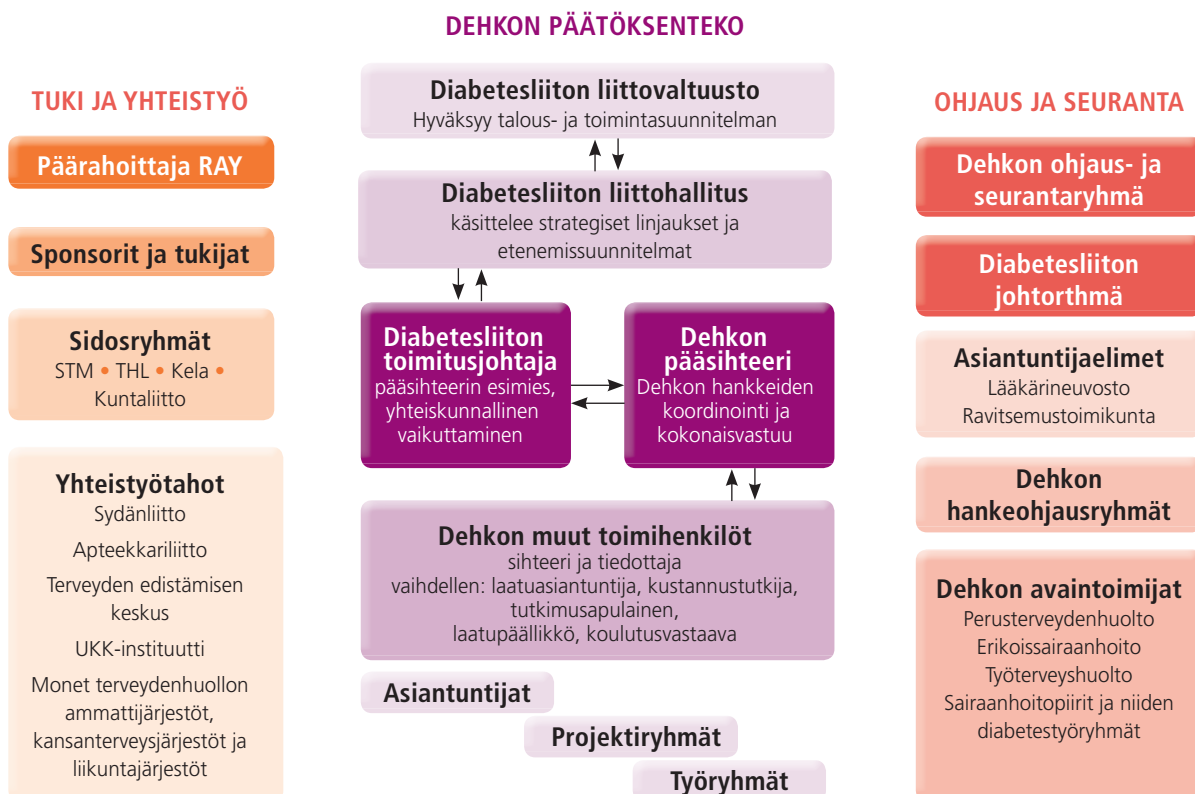 DEHKON PÄÄTÖKSENTEKO
TUKI JA YHTEISTYÖ
Päärahoittaja RAY
Sponsorit ja tukijat
Sidosryhmät
STM • THL • Kela •
Kuntaliitto
Yhteistyötahot
Sydänliitto
Apteekkariliitto
Terveyden edistämisen
keskus
UKK-instituutti
Monet terveydenhuollon
ammattijärjestöt,
kansanterveysjärjestöt ja
liikuntajärjestöt
Diabetesliiton liittovaltuusto
Hyväksyy talous- ja toimintasuunnitelman
Diabetesliiton liittohallitus
käsittelee strategiset linjaukset ja
etenemissuunnitelmat
Diabetesliiton
toimitusjohtaja
pääsihteerin esimies,
yhteiskunnallinen
vaikuttaminen
Dehkon
pääsihteeri
Dehkon hankkeiden
koordinointi ja
kokonaisvastuu
Dehkon muut toimihenkilöt
sihteeri ja tiedottaja
vaihdellen: laatuasiantuntija, kustannustutkija,
tutkimusapulainen,
laatupäällikkö, koulutusvastaava
Asiantuntijat
Projektiryhmät
Työryhmät
OHJAUS JA SEURANTA
Dehkon ohjaus- ja
seurantaryhmä
Diabetesliiton
johtorthmä
Asiantuntijaelimet
Lääkärineuvosto
Ravitsemustoimikunta
Dehkon
hankeohjausryhmät
Dehkon avaintoimijat
Perusterveydenhuolto
Erikoissairaanhoito
Työterveyshuolto
Sairaanhoitopiirit ja niiden
diabetestyöryhmät